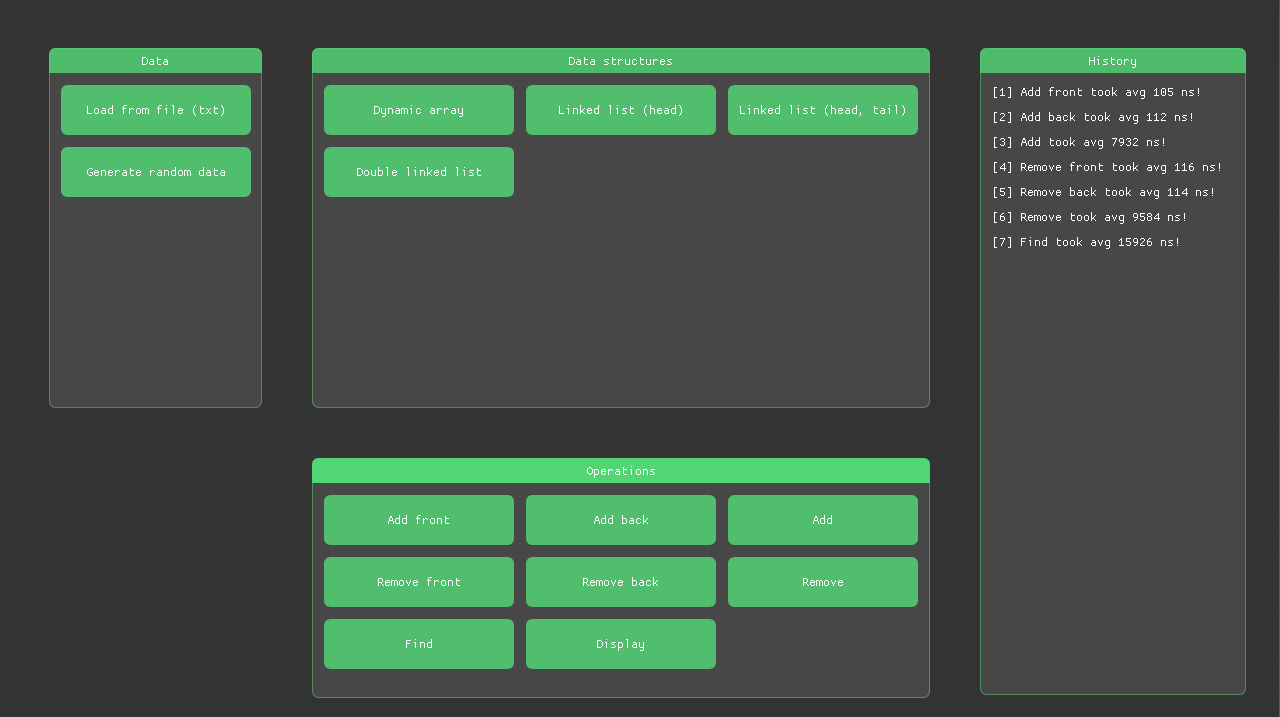 Data
Load from file (txt)
Generate random data
Data structures
Dynamic array
Linked list (head)
Linked list (head, tail)
Double linked list
Operations
Add front
Add back
Add
Remove front
Remove back
Remove
Find
Display
History
[1] Add front took avg 105 ns!
[2] Add back took avg 112 ns!
[3] Add took avg 7932 ns!
[4] Remove front took avg 116 ns!
[5] Remove back took avg 114 ns!
[6] Remove took avg 9584 ns!
[7] Find took avg 15926 ns!